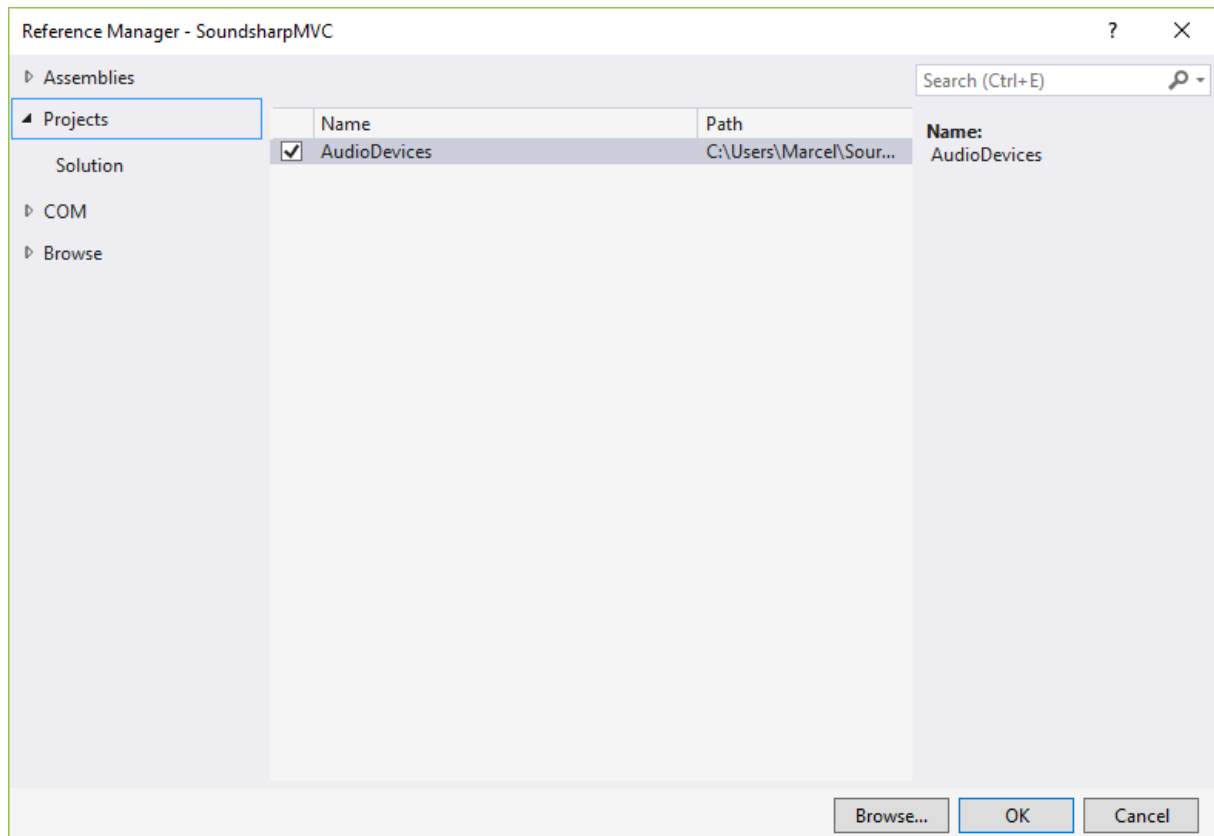 Reference Manager - SoundsharpMVC ? ×
Assemblies
Projects
Solution
COM
Browse
Name Path
AudioDevices C:\Users\Marcel\Sour...
Search (Ctrl+E)
Name:
AudioDevices
Browse... OK Cancel